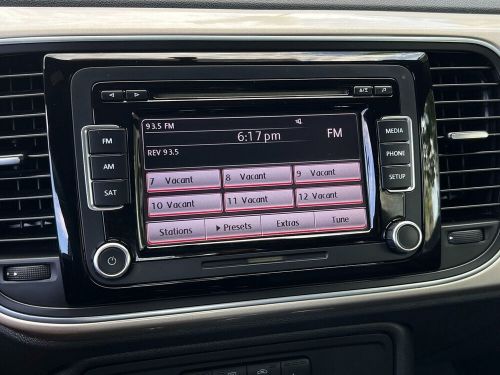 93.5 FM
6:17 pm FM
REV 93.5
7 Vacant 8 Vacant 9 Vacant
10 Vacant 11 Vacant 12 Vacant
Stations Presets Extras Tune
FM
AM
SAT
MEDIA
PHONE
SETUP